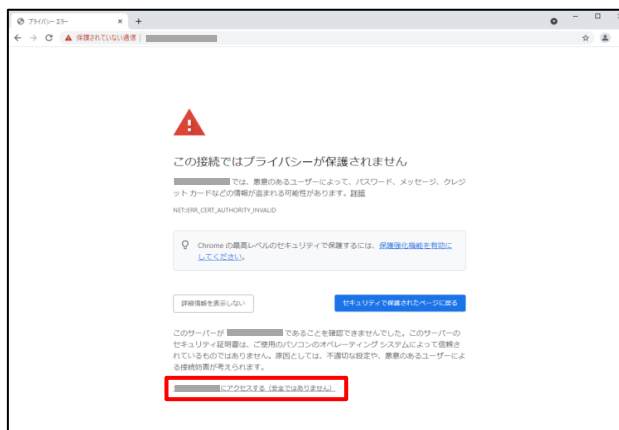 プライバシー エラー
保護されていない通信
この接続ではプライバシーが保護されません
では、悪意のあるユーザーによって、パスワード、メッセージ、クレジ
ット カードなどの情報が盗まれる可能性があります。詳細
NET::ERR_CERT_AUTHORITY_INVALID
Chrome の最高レベルのセキュリティで保護するには、保護強化機能を有効に
してください。
詳細情報を表示しない
セキュリティで保護されたページに戻る
このサーバーが であることを確認できませんでした。このサーバーの
セキュリティ証明書は、ご使用のパソコンのオペレーティング システムによって信頼さ
れているものではありません。原因としては、不適切な設定や、悪意のあるユーザーによ
る接続妨害が考えられます。
にアクセスする（安全ではありません）